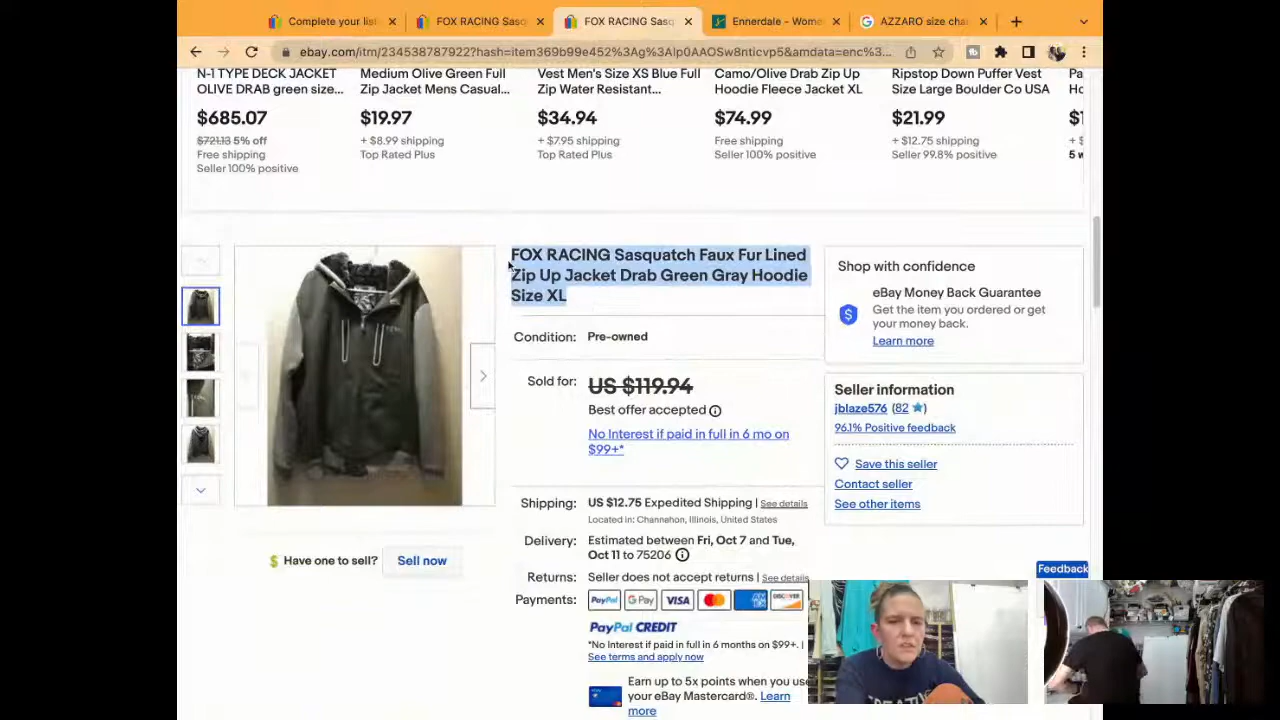 Complete your lis
FOX RACING Sasq
FOX RACING Sasq
Ennerdale - Wome
AZZARO size cha
ebay.com/itm/234538787922?hash=item369b99e452%3Ag%3AIp0AAOSw8nticvp5&amdata=enc%3...
N-1 TYPE DECK JACKET
OLIVE DRAB green size...
$685.07
$721.13 5% off
Free shipping
Seller 100% positive
Medium Olive Green Full
Zip Jacket Mens Casual...
$19.97
+ $8.99 shipping
Top Rated Plus
Vest Men's Size XS Blue Full
Zip Water Resistant...
$34.94
+ $7.95 shipping
Top Rated Plus
Camo/Olive Drab Zip Up
Hoodie Fleece Jacket XL
$74.99
Free shipping
Seller 100% positive
Ripstop Down Puffer Vest
Size Large Boulder Co USA
$21.99
+ $12.75 shipping
Seller 99.8% positive
Pa
Ho
$1
+ $
5 w
FOX RACING Sasquatch Faux Fur Lined
Zip Up Jacket Drab Green Gray Hoodie
Size XL
Condition: Pre-owned
Sold for: US $119.94
Best offer accepted
No Interest if paid in full in 6 mo on
$99+*
Shipping: US $12.75 Expedited Shipping | See details
Located in: Channahon, Illinois, United States
Delivery: Estimated between Fri, Oct 7 and Tue,
Oct 11 to 75206
Returns: Seller does not accept returns | See details
Payments: PayPal G Pay VISA MasterCard DISCOVER
PayPal CREDIT
*No Interest if paid in full in 6 months on $99+. |
See terms and apply now
Earn up to 5x points when you use
your eBay Mastercard®. Learn
more
Have one to sell? Sell now
Shop with confidence
eBay Money Back Guarantee
Get the item you ordered or get
your money back.
Learn more
Seller information
jblaze576 (82)
96.1% Positive feedback
Save this seller
Contact seller
See other items
Feedback